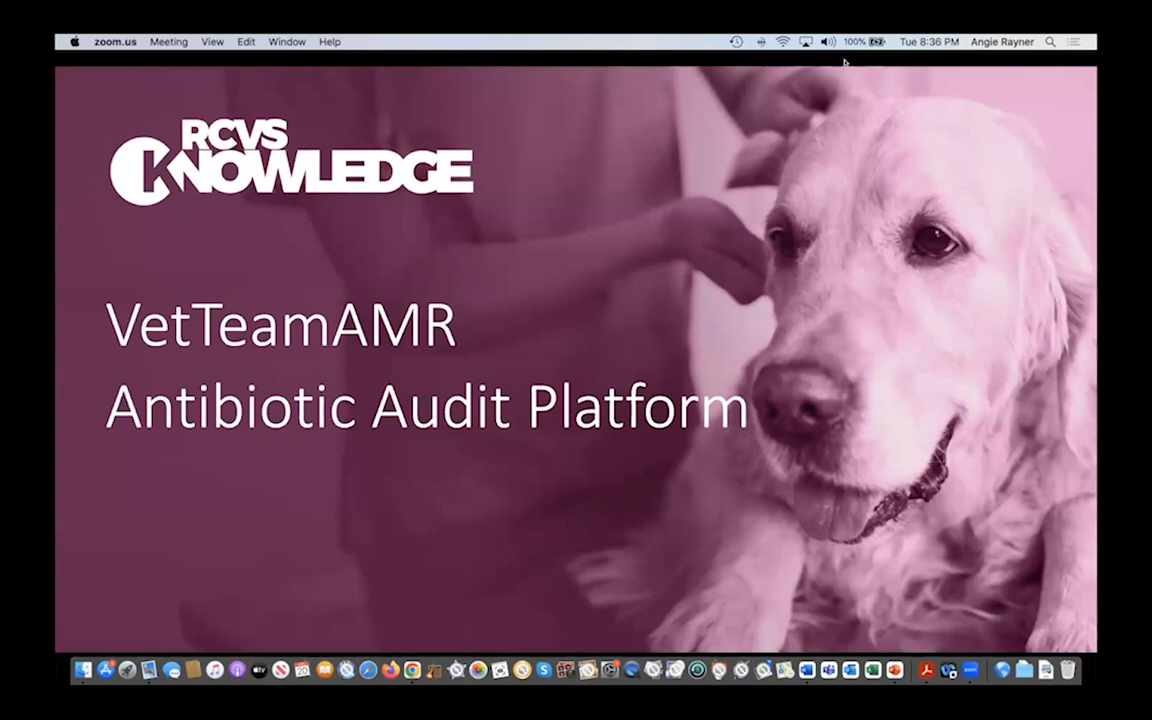 zoom.us Meeting View Edit Window Help 100% Tue 8:36 PM Angie Rayner
RCVS
KNOWLEDGE
VetTeamAMR
Antibiotic Audit Platform